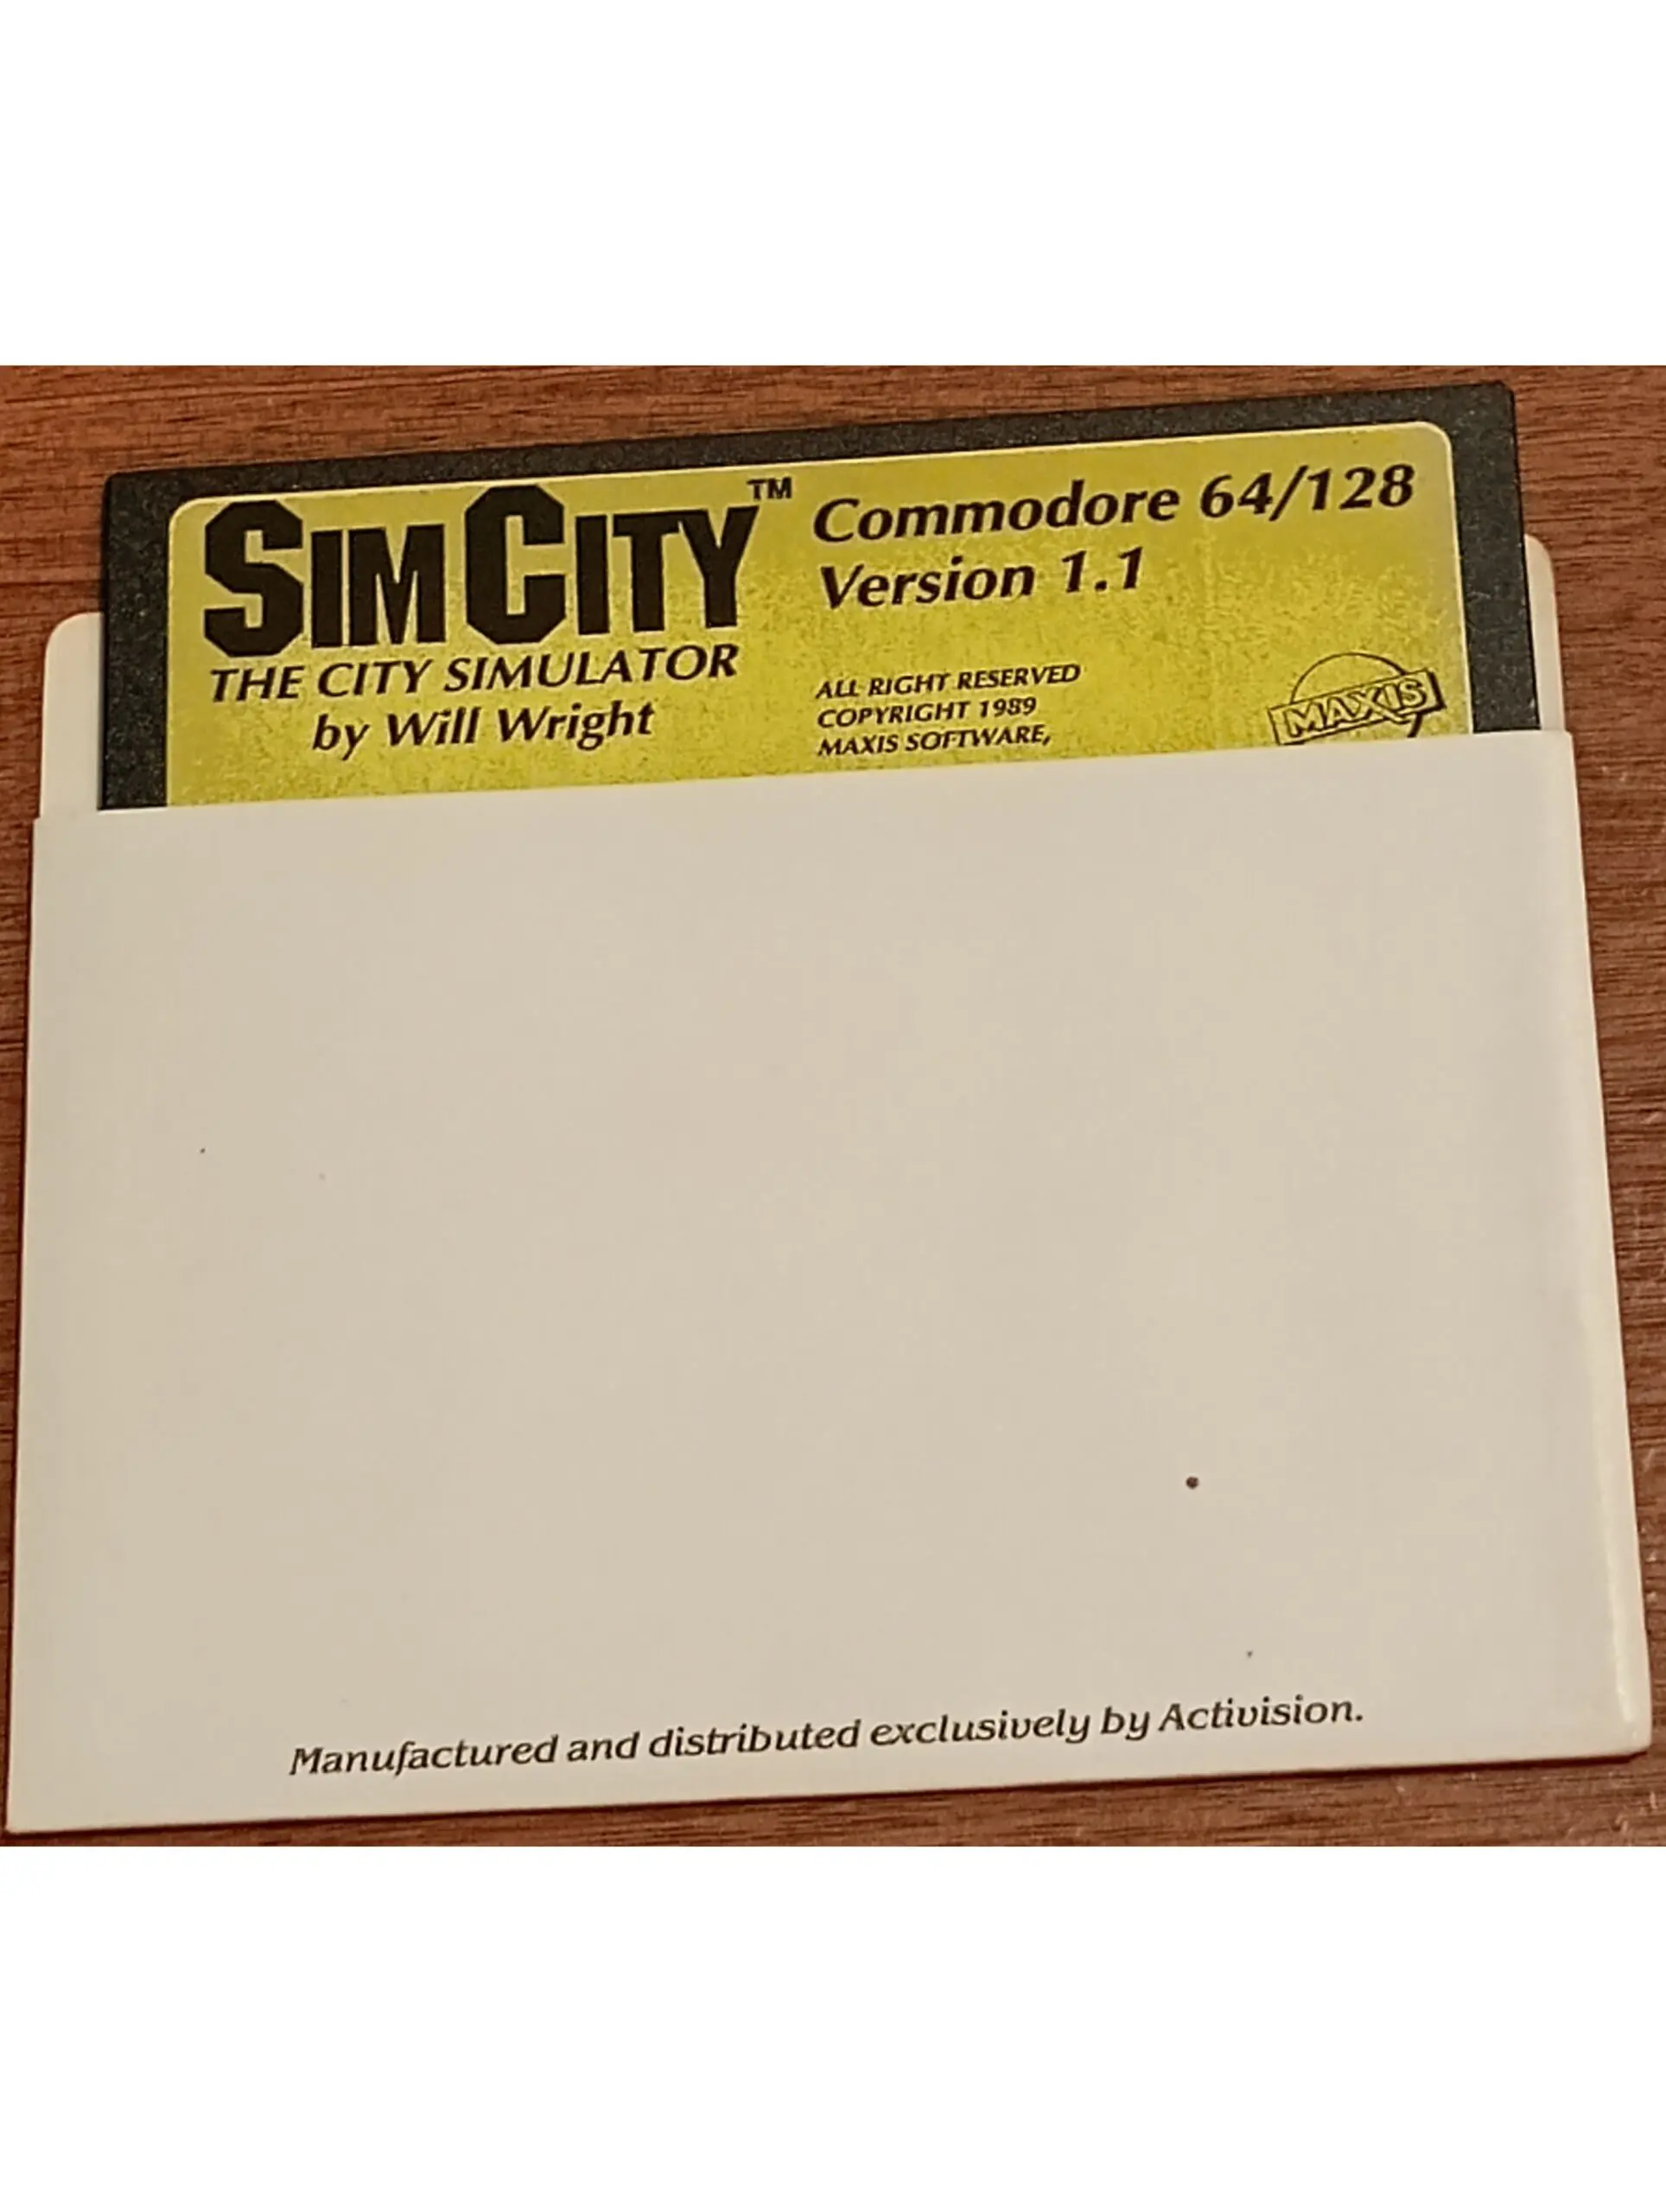 SIMCITY™
THE CITY SIMULATOR
by Will Wright
Commodore 64/128
Version 1.1
ALL RIGHT RESERVED
COPYRIGHT 1989
MAXIS SOFTWARE,
MAXIS
Manufactured and distributed exclusively by Activision.